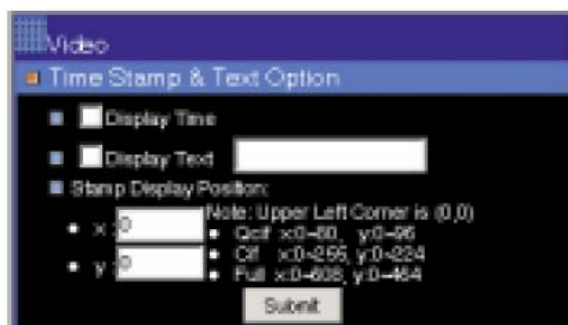 Video
Time Stamp & Text Option
Display Time
Display Text
Stamp Display Position:
Note: Upper Left Corner is (0,0)
x: 0
Qcif x:0~80, y:0~96
Cif x:0~255, y:0~224
y: 0
Full x:0~608, y:0~464
Submit